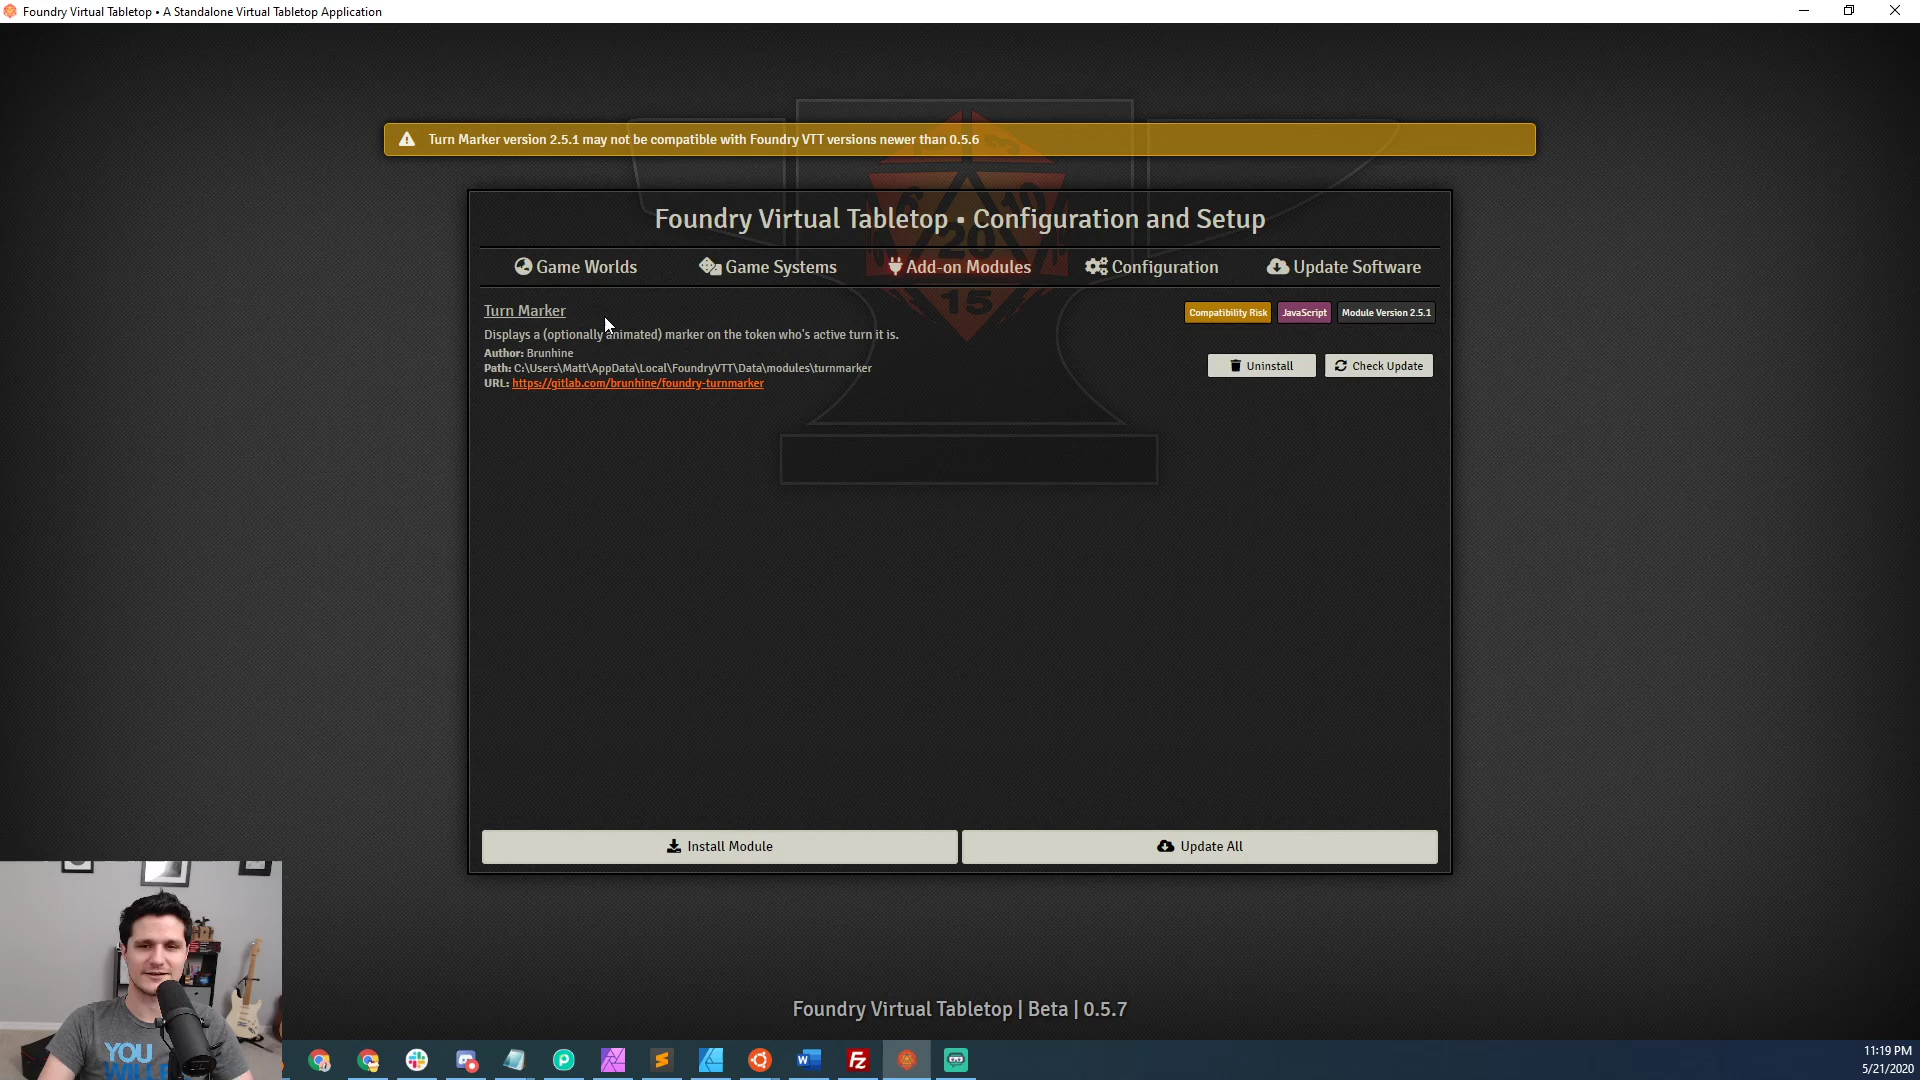 Foundry Virtual Tabletop • A Standalone Virtual Tabletop Application
Turn Marker version 2.5.1 may not be compatible with Foundry VTT versions newer than 0.5.6
Foundry Virtual Tabletop • Configuration and Setup
Game Worlds
Game Systems
Add-on Modules
Configuration
Update Software
Turn Marker
Compatibility Risk
JavaScript
Module Version 2.5.1
Displays a (optionally animated) marker on the token who's active turn it is.
Author: Brunhine
Path: C:\Users\Matt\AppData\Local\FoundryVTT\Data\modules\turnmarker
URL: https://gitlab.com/brunhine/foundry-turnmarker
Uninstall
Check Update
20
15
Install Module
Update All
Foundry Virtual Tabletop | Beta | 0.5.7
YOU
WILL
11:19 PM
5/21/2020